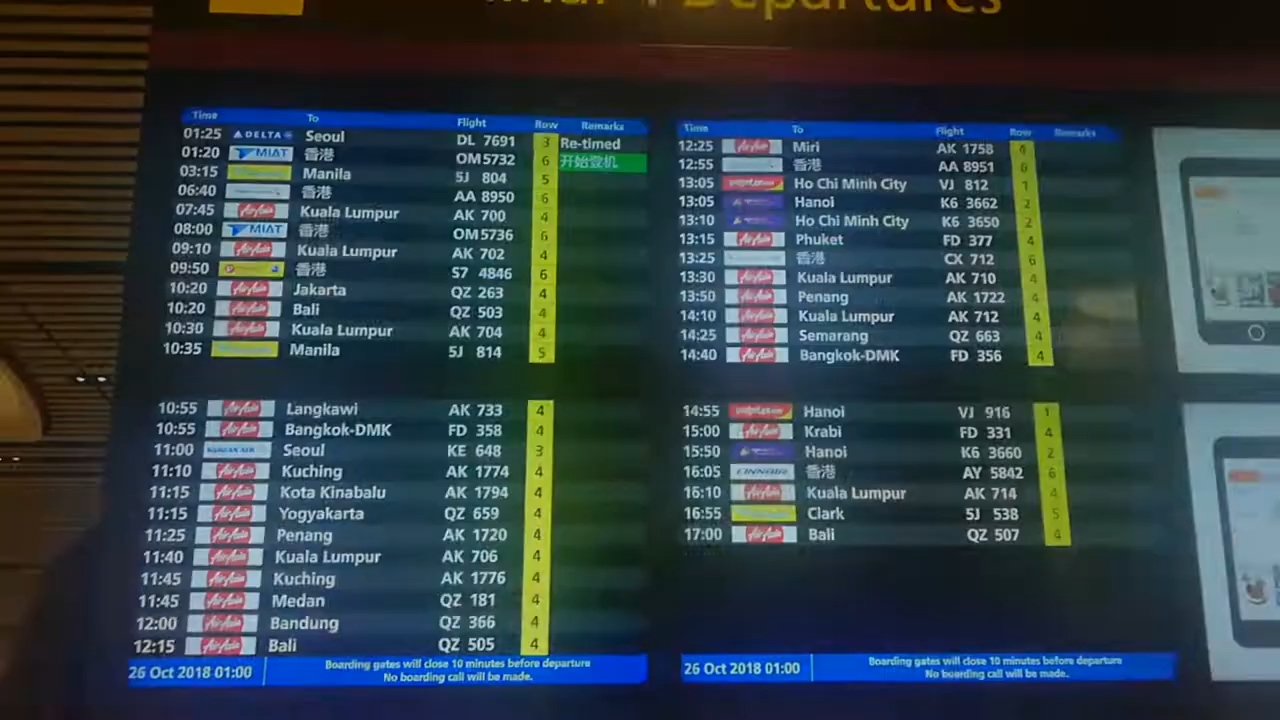 Departures
Time To Flight Row Remarks
01:25 DELTA Seoul DL 7691 3 Re-timed
01:20 MIAT 香港 OM5732 6 开始登机
03:15 Manila 5J 804 5
06:40 香港 AA 8950 6
07:45 AirAsia Kuala Lumpur AK 700 4
08:00 MIAT 香港 OM5736 6
09:10 AirAsia Kuala Lumpur AK 702 4
09:50 香港 S7 4846 6
10:20 AirAsia Jakarta QZ 263 4
10:20 AirAsia Bali QZ 503 4
10:30 AirAsia Kuala Lumpur AK 704 4
10:35 Manila 5J 814 5
10:55 AirAsia Langkawi AK 733 4
10:55 AirAsia Bangkok-DMK FD 358 4
11:00 KOREAN AIR Seoul KE 648 3
11:10 AirAsia Kuching AK 1774 4
11:15 AirAsia Kota Kinabalu AK 1794 4
11:15 AirAsia Yogyakarta QZ 659 4
11:25 AirAsia Penang AK 1720 4
11:40 AirAsia Kuala Lumpur AK 706 4
11:45 AirAsia Kuching AK 1776 4
11:45 AirAsia Medan QZ 181 4
12:00 AirAsia Bandung QZ 366 4
12:15 AirAsia Bali QZ 505 4
26 Oct 2018 01:00 Boarding gates will close 10 minutes before departure
No boarding call will be made.
Time To Flight Row Remarks
12:25 AirAsia Miri AK 1758 4
12:55 香港 AA 8951 6
13:05 vietjetair Ho Chi Minh City VJ 812 1
13:05 Hanoi K6 3662 2
13:10 Ho Chi Minh City K6 3650 2
13:15 AirAsia Phuket FD 377 4
13:25 香港 CX 712 6
13:30 AirAsia Kuala Lumpur AK 710 4
13:50 AirAsia Penang AK 1722 4
14:10 AirAsia Kuala Lumpur AK 712 4
14:25 AirAsia Semarang QZ 663 4
14:40 AirAsia Bangkok-DMK FD 356 4
14:55 vietjetair Hanoi VJ 916 1
15:00 AirAsia Krabi FD 331 4
15:50 Hanoi K6 3660 2
16:05 FINNAIR 香港 AY 5842 6
16:10 AirAsia Kuala Lumpur AK 714 4
16:55 Clark 5J 538 5
17:00 AirAsia Bali QZ 507 4
26 Oct 2018 01:00 Boarding gates will close 10 minutes before departure
No boarding call will be made.